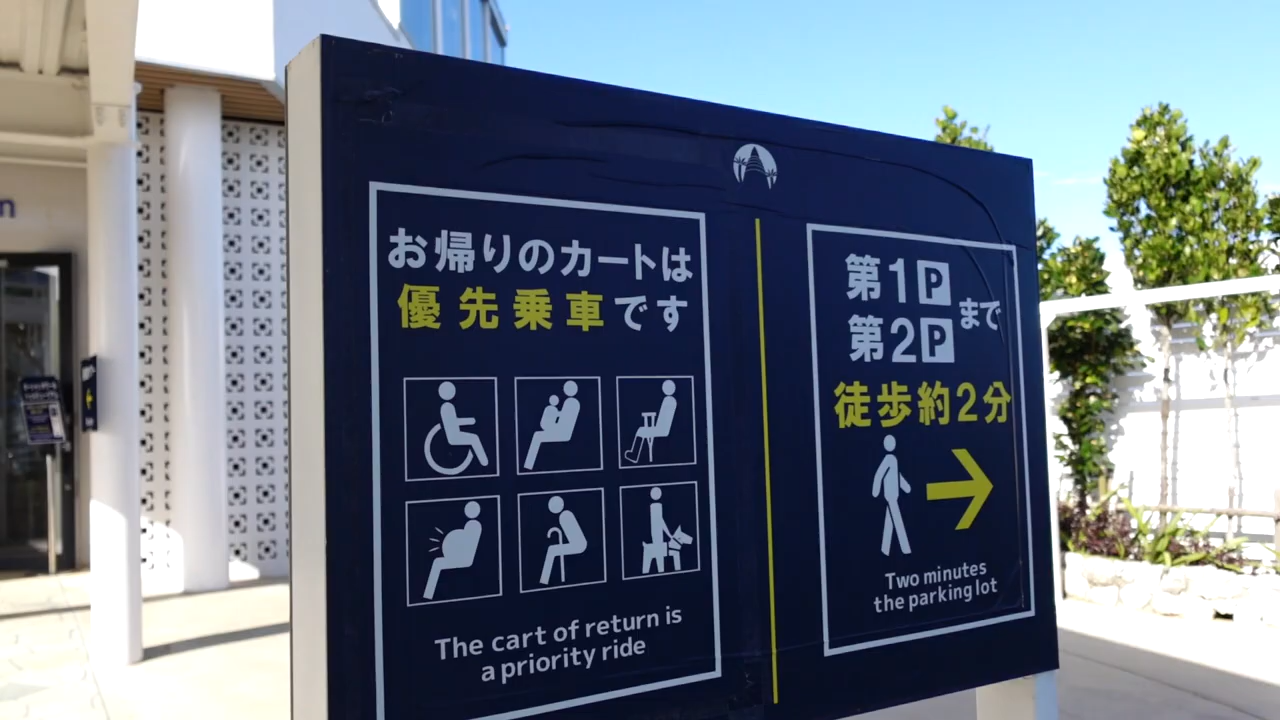 お帰りのカートは
優先乗車です
The cart of return is
a priority ride
第1P
第2P
まで
徒歩約2分
Two minutes
the parking lot